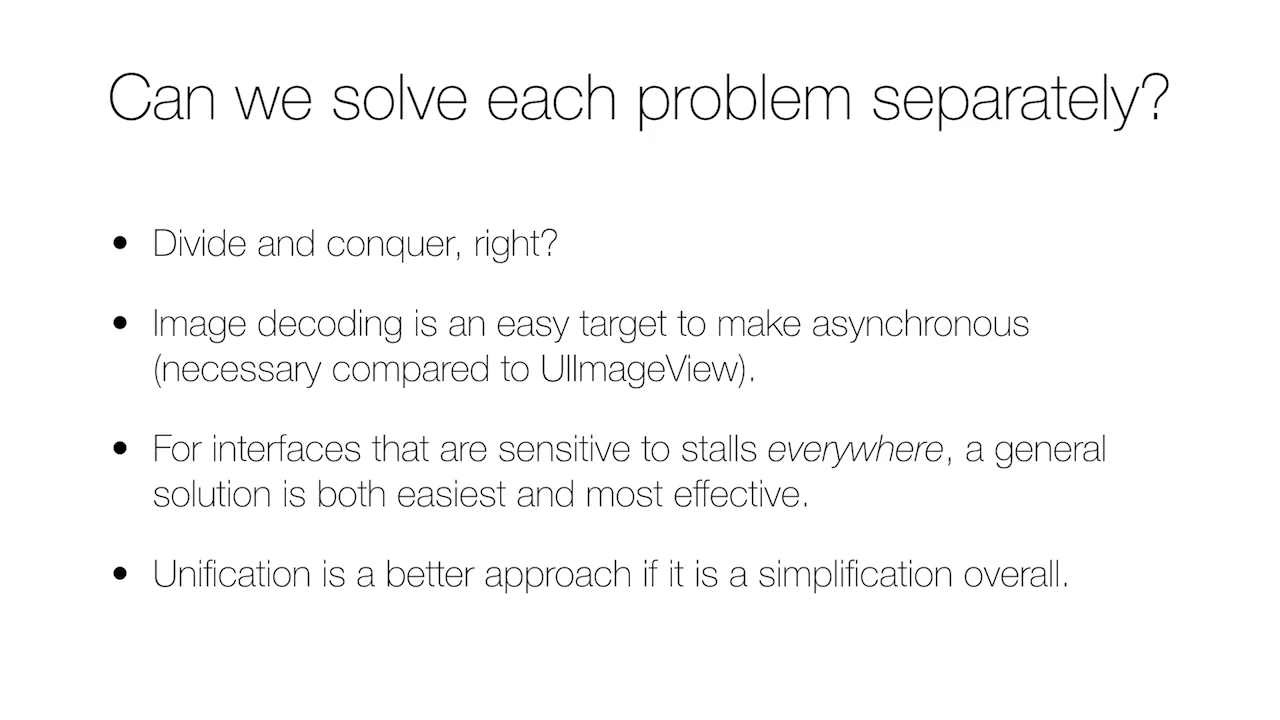 Can we solve each problem separately?
• Divide and conquer, right?
• Image decoding is an easy target to make asynchronous
(necessary compared to UIImageView).
• For interfaces that are sensitive to stalls everywhere, a general
solution is both easiest and most effective.
• Unification is a better approach if it is a simplification overall.